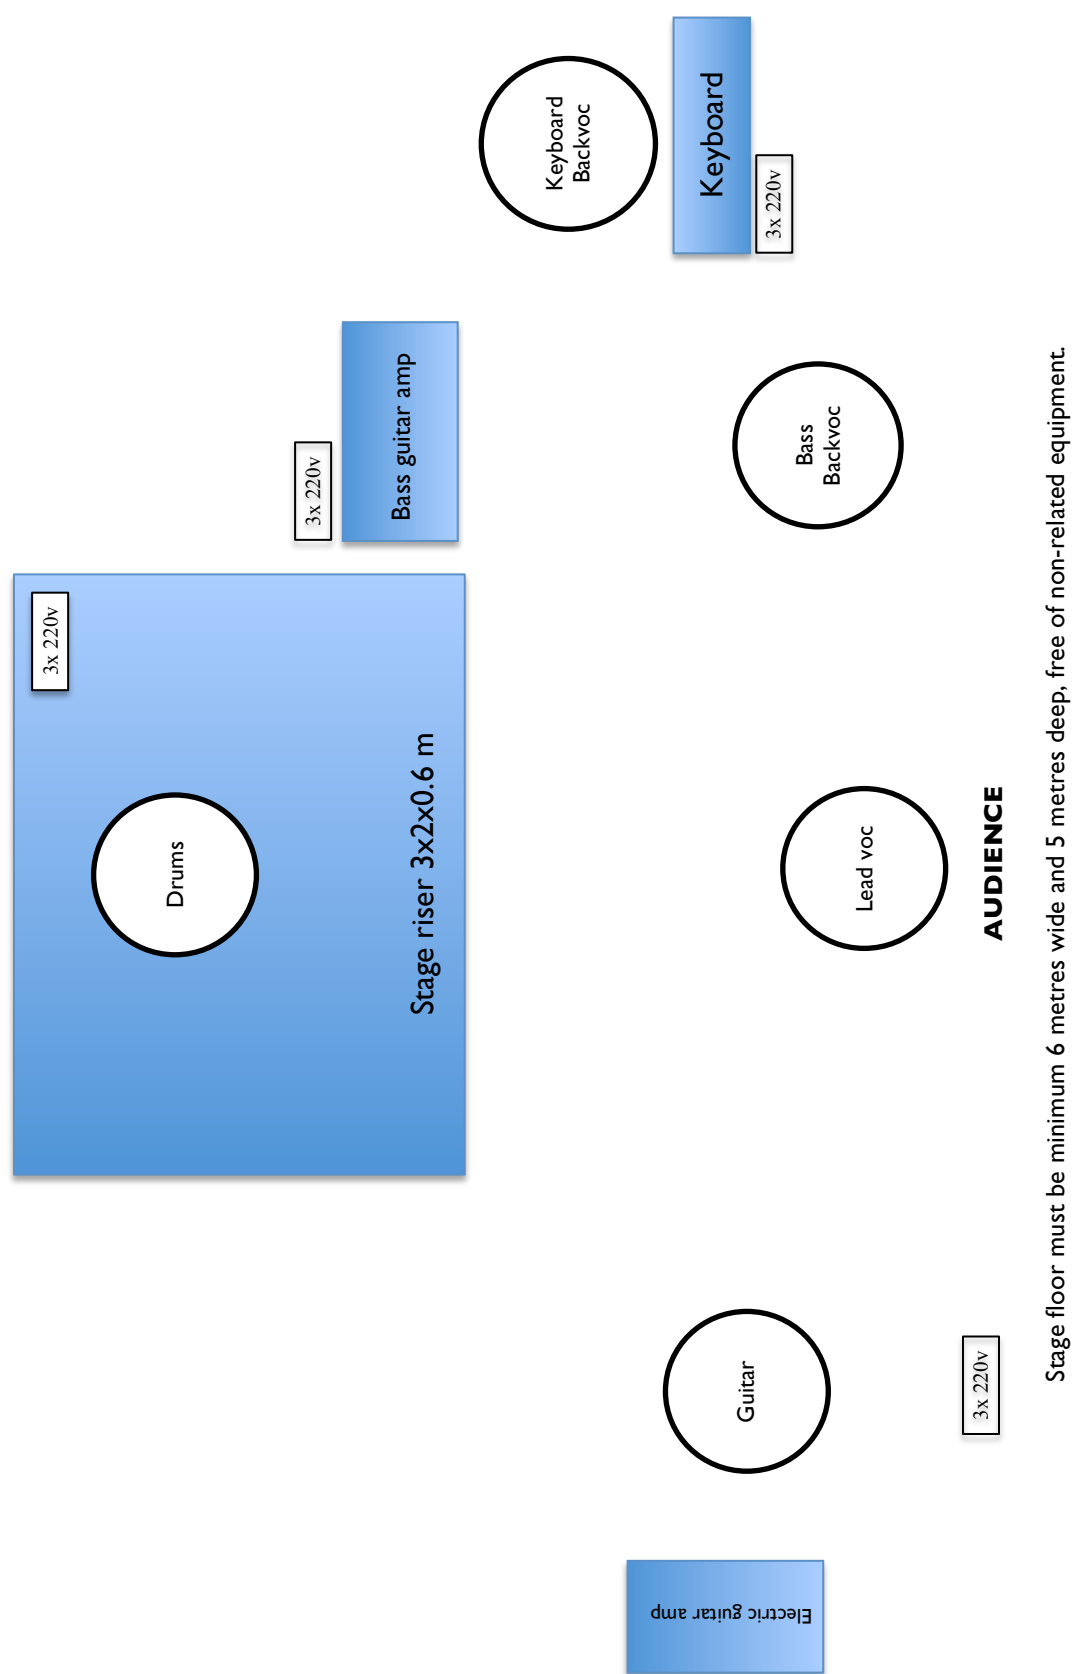 3x 220v
Drums
Stage riser 3x2x0.6 m
3x 220v
Bass guitar amp
Keyboard
Backvoc
Keyboard
3x 220v
Electric guitar amp
Guitar
3x 220v
Lead voc
Bass
Backvoc
AUDIENCE
Stage floor must be minimum 6 metres wide and 5 metres deep, free of non-related equipment.